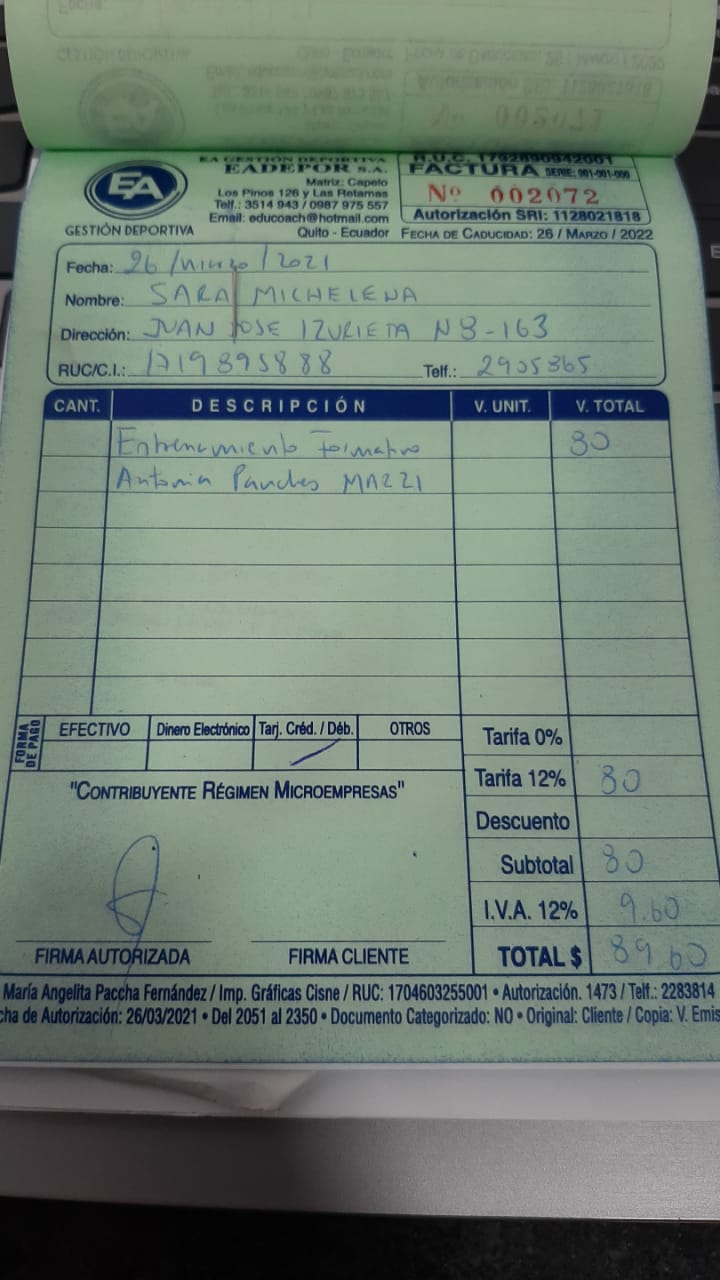 EA
GESTIÓN DEPORTIVA
EA GESTIÓN DEPORTIVA
EADEPOR S.A.
Matriz: Capelo
Los Pinos 126 y Las Retamas
Telf.: 3514 943 / 0987 975 557
Email: educoach@hotmail.com
Quito - Ecuador
R.U.C. 1792890942001
FACTURA SERIE: 001-001-000
Nº 002072
Autorización SRI: 1128021818
FECHA DE CADUCIDAD: 26 / MARZO / 2022
Fecha: 26 / marzo / 2021
Nombre: SARA MICHELENA
Dirección: JUAN JOSE IZURIETA N8-163
RUC/C.I.: 1719895888 Telf.: 2905365
CANT. DESCRIPCIÓN V. UNIT. V. TOTAL
Entrenamiento Formativo 80
Antonia MARZI
FORMA DE PAGO
EFECTIVO Dinero Electrónico Tarj. Créd. / Déb. OTROS
"CONTRIBUYENTE RÉGIMEN MICROEMPRESAS"
Tarifa 0%
Tarifa 12% 80
Descuento
Subtotal 80
I.V.A. 12% 9.60
TOTAL $ 89.60
FIRMA AUTORIZADA FIRMA CLIENTE
María Angelita Paccha Fernández / Imp. Gráficas Cisne / RUC: 1704603255001 • Autorización. 1473 / Telf.: 2283814
cha de Autorización: 26/03/2021 • Del 2051 al 2350 • Documento Categorizado: NO • Original: Cliente / Copia: V. Emis